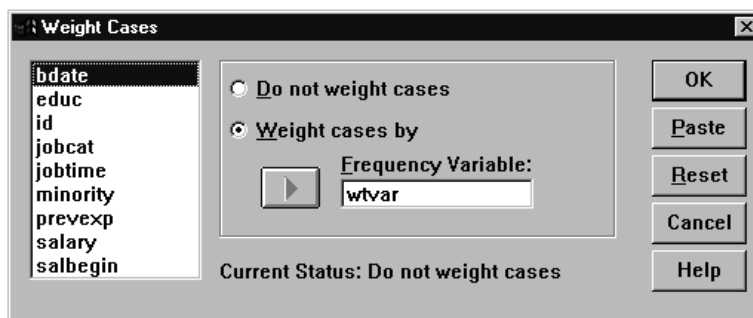 Weight Cases
bdate
educ
id
jobcat
jobtime
minority
prevexp
salary
salbegin
Do not weight cases
Weight cases by
Frequency Variable:
wtvar
Current Status: Do not weight cases
OK
Paste
Reset
Cancel
Help